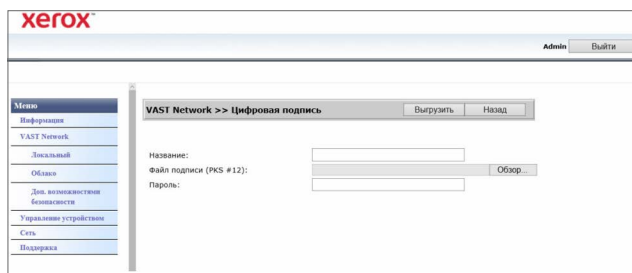 xerox™
Admin Выйти
Меню
Информация
VAST Network
Локальный
Облако
Доп. возможностями
безопасности
Управление устройством
Сеть
Поддержка
VAST Network >> Цифровая подпись Выгрузить Назад
Название:
Файл подписи (PKS #12): Обзор...
Пароль: